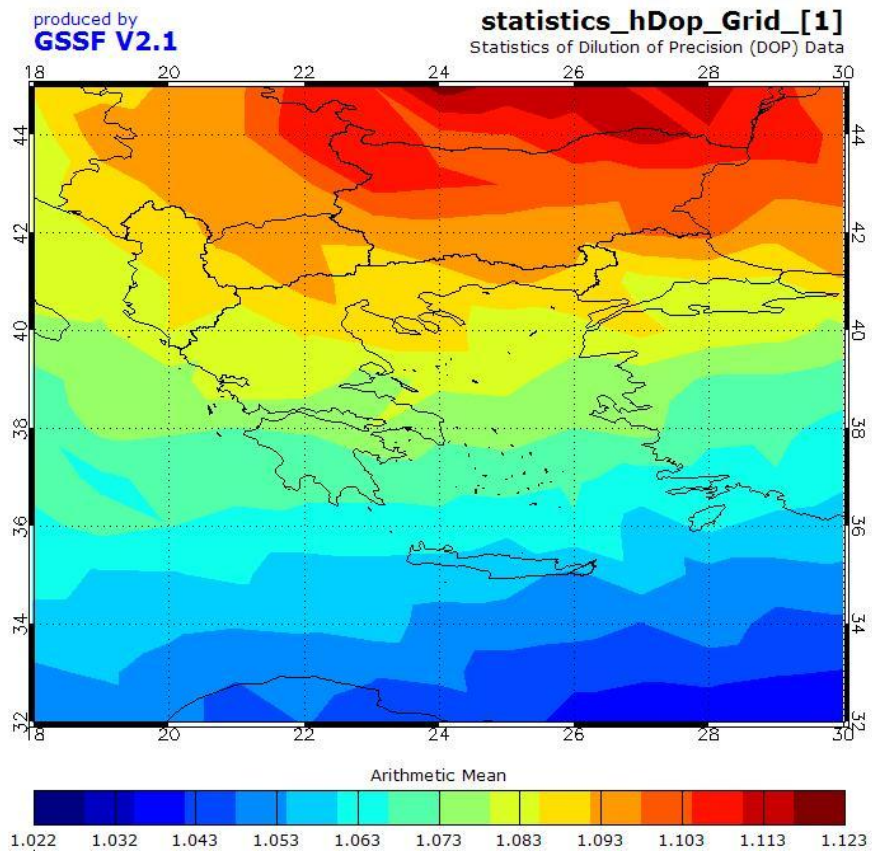 produced by
GSSF V2.1
statistics_hDop_Grid_[1]
Statistics of Dilution of Precision (DOP) Data
18 20 22 24 26 28 30
44 44
42 42
40 40
38 38
36 36
34 34
32 32
18 20 22 24 26 28 30
Arithmetic Mean
1.022 1.032 1.043 1.053 1.063 1.073 1.083 1.093 1.103 1.113 1.123